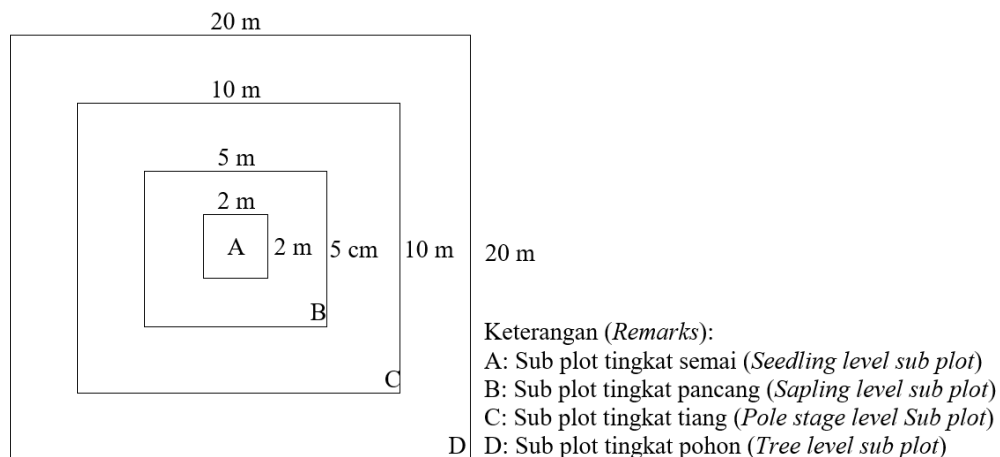 20 m
10 m
5 m
2 m
A
2 m
5 cm
10 m
20 m
B
C
D
Keterangan (Remarks):
A: Sub plot tingkat semai (Seedling level sub plot)
B: Sub plot tingkat pancang (Sapling level sub plot)
C: Sub plot tingkat tiang (Pole stage level Sub plot)
D: Sub plot tingkat pohon (Tree level sub plot)